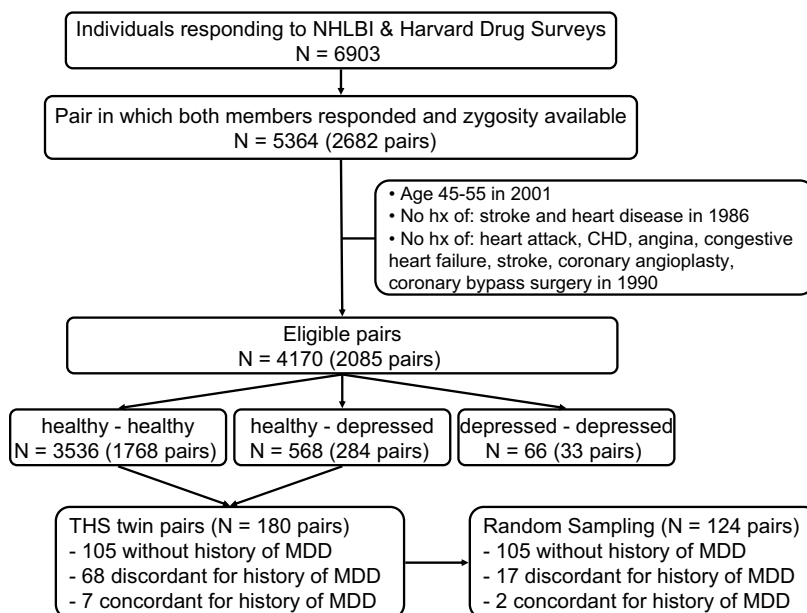 Individuals responding to NHLBI & Harvard Drug Surveys
N = 6903
Pair in which both members responded and zygosity available
N = 5364 (2682 pairs)
• Age 45-55 in 2001
• No hx of: stroke and heart disease in 1986
• No hx of: heart attack, CHD, angina, congestive
heart failure, stroke, coronary angioplasty,
coronary bypass surgery in 1990
Eligible pairs
N = 4170 (2085 pairs)
healthy - healthy
N = 3536 (1768 pairs)
healthy - depressed
N = 568 (284 pairs)
depressed - depressed
N = 66 (33 pairs)
THS twin pairs (N = 180 pairs)
- 105 without history of MDD
- 68 discordant for history of MDD
- 7 concordant for history of MDD
Random Sampling (N = 124 pairs)
- 105 without history of MDD
- 17 discordant for history of MDD
- 2 concordant for history of MDD